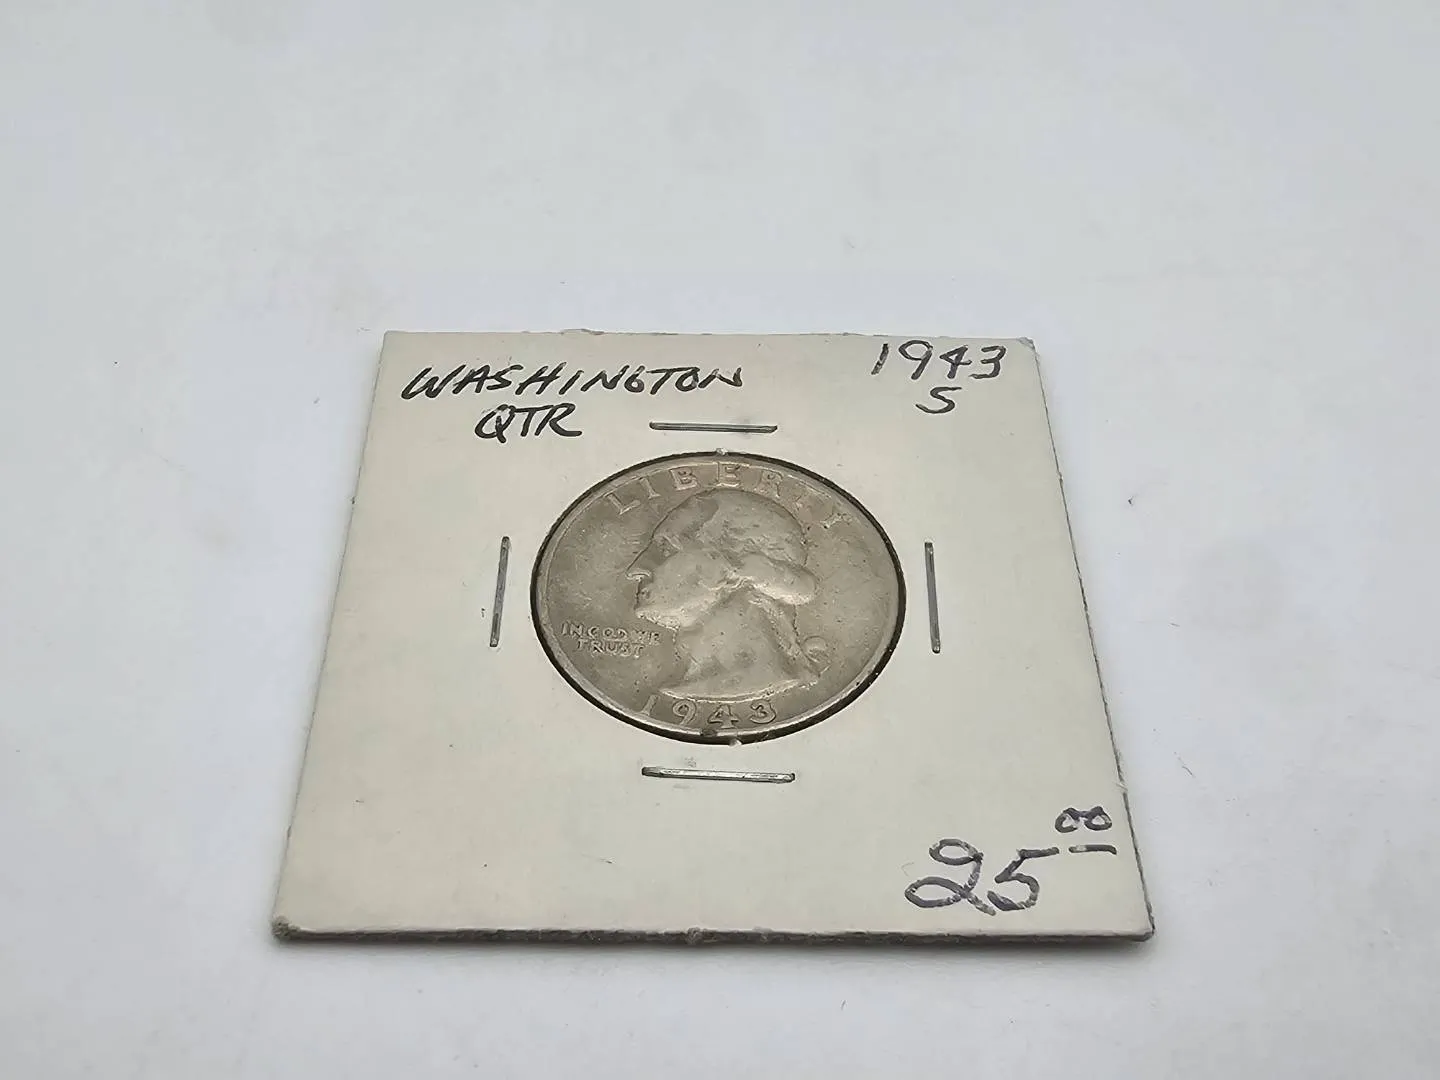 WASHINGTON
QTR
1943
S
LIBERTY
IN GOD WE
TRUST
1943
25 00